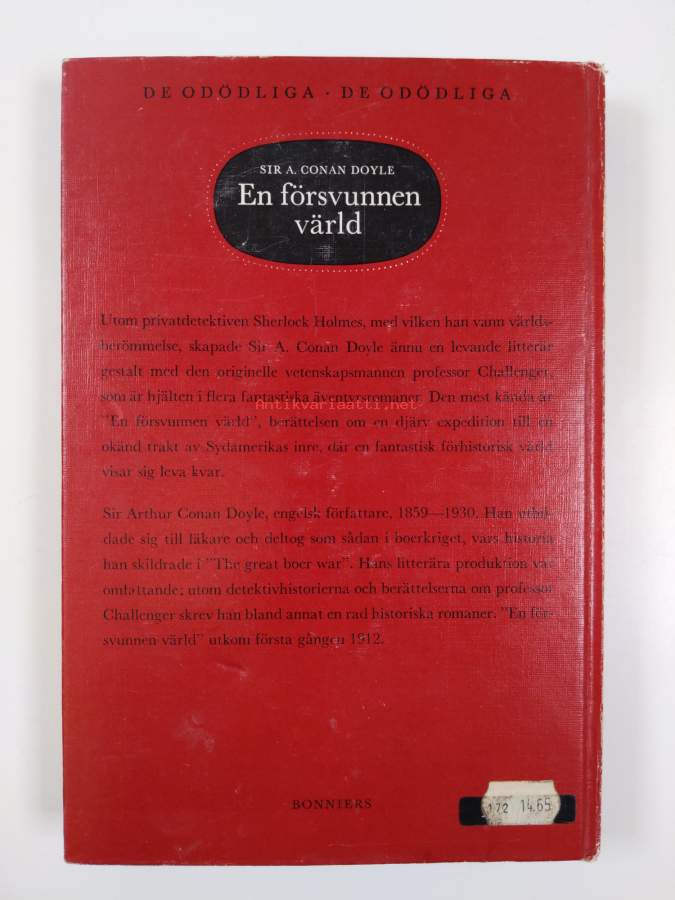 DE ODÖDLIGA · DE ODÖDLIGA
SIR A. CONAN DOYLE
En försvunnen
värld
Utom privatdetektiven Sherlock Holmes, med vilken han vann världs-
berömmelse, skapade Sir A. Conan Doyle ännu en levande litterär
gestalt med den originelle vetenskapsmannen professor Challenger,
som är hjälten i flera fantastiska äventyrsromaner. Den mest kända är
Antikvariaatti.net
"En försvunnen värld", berättelsen om en djärv expedition till en
okänd trakt av Sydamerikas inre, där en fantastisk förhistorisk värld
visar sig leva kvar.
Sir Arthur Conan Doyle, engelsk författare, 1859—1930. Han utbil-
dade sig till läkare och deltog som sådan i boerkriget, vars historia
han skildrade i "The great boer war". Hans litterära produktion var
omfattande; utom detektivhistorierna och berättelserna om professor
Challenger skrev han bland annat en rad historiska romaner. "En för-
svunnen värld" utkom första gången 1912.
BONNIERS
172 14.65